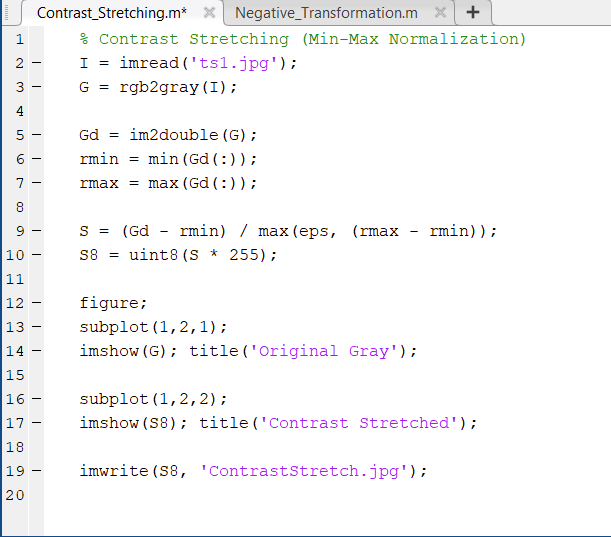 Contrast_Stretching.m* × Negative_Transformation.m × +
1 % Contrast Stretching (Min-Max Normalization)
2 – I = imread('ts1.jpg');
3 – G = rgb2gray(I);
4
5 – Gd = im2double(G);
6 – rmin = min(Gd(:));
7 – rmax = max(Gd(:));
8
9 – S = (Gd - rmin) / max(eps, (rmax - rmin));
10 – S8 = uint8(S * 255);
11
12 – figure;
13 – subplot(1,2,1);
14 – imshow(G); title('Original Gray');
15
16 – subplot(1,2,2);
17 – imshow(S8); title('Contrast Stretched');
18
19 – imwrite(S8, 'ContrastStretch.jpg');
20